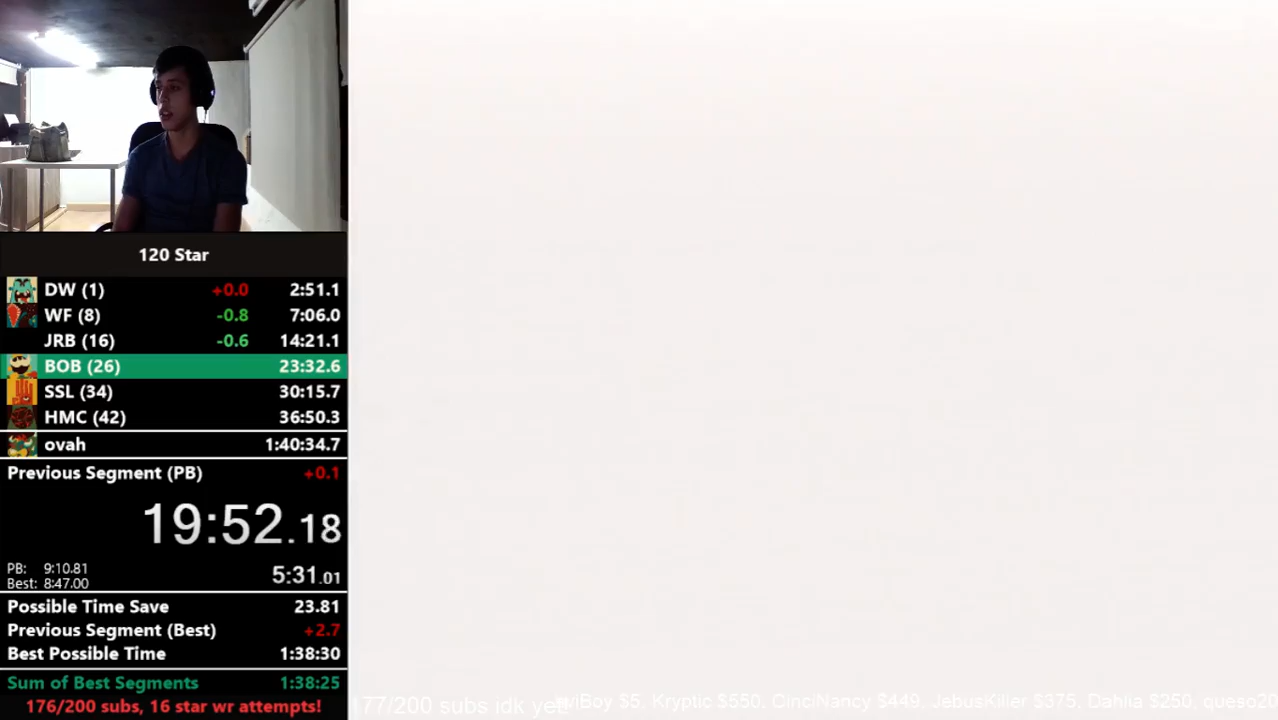 120 Star
DW (1) +0.0 2:51.1
WF (8) -0.8 7:06.0
JRB (16) -0.6 14:21.1
BOB (26) 23:32.6
SSL (34) 30:15.7
HMC (42) 36:50.3
ovah 1:40:34.7
Previous Segment (PB) +0.1
19:52.18
PB: 9:10.81
Best: 8:47.00
5:31.01
Possible Time Save 23.81
Previous Segment (Best) +2.7
Best Possible Time 1:38:30
Sum of Best Segments 1:38:25
176/200 subs, 16 star wr attempts!
177/200 subs idk yet! Boy $5, Kryptic $550, CinciNancy $449, JebusKiller $375, Dahlia $250, queso20